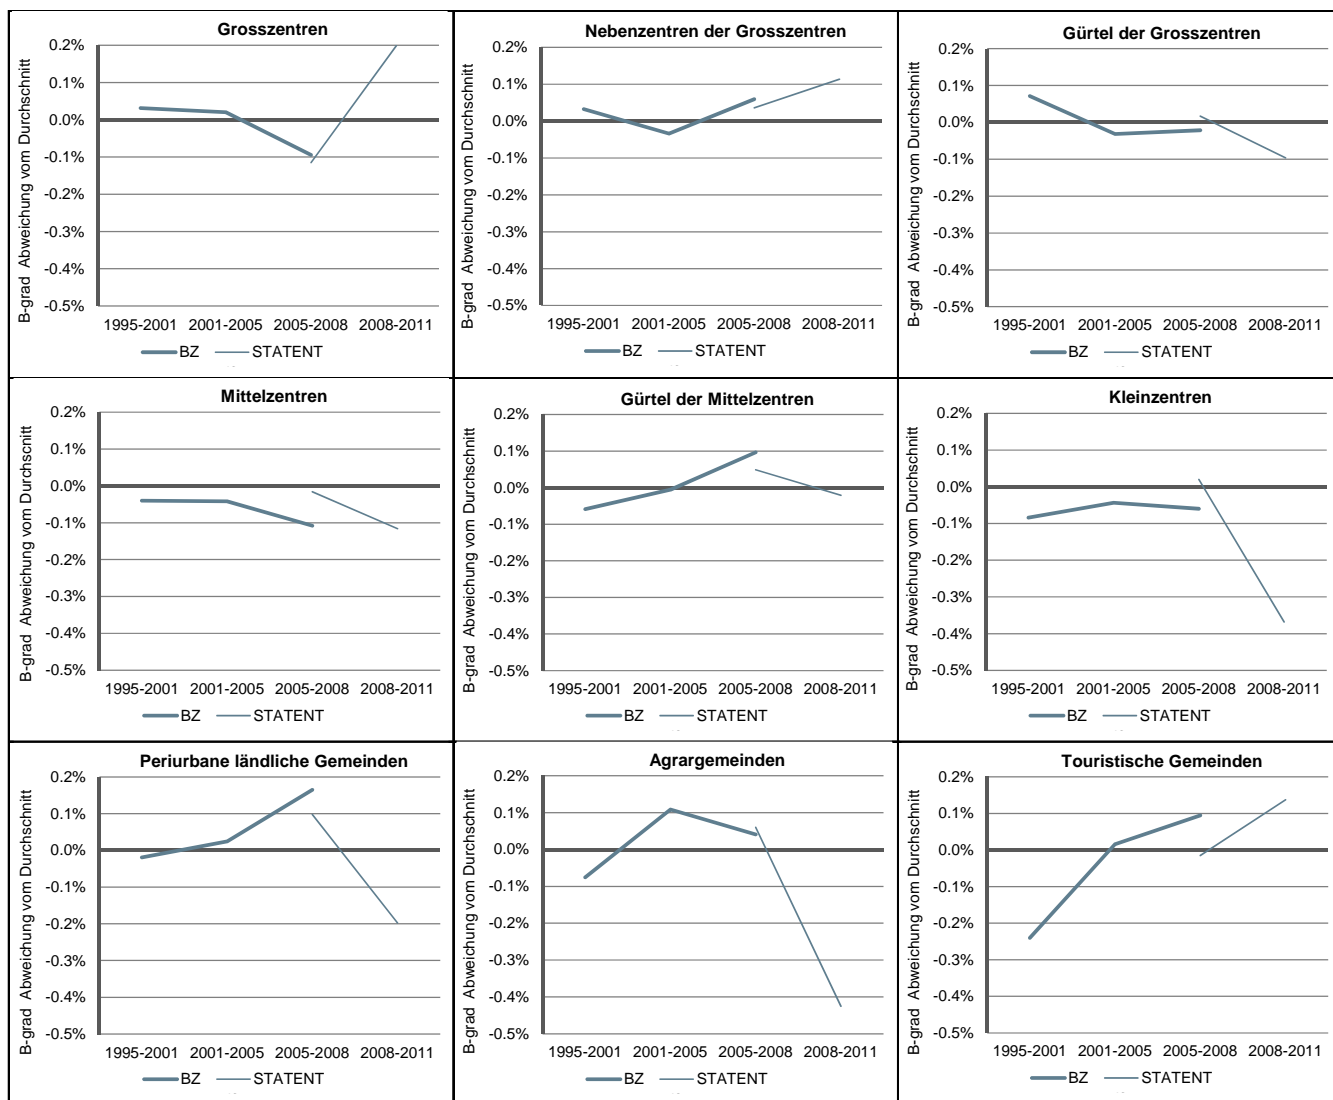 Grosszentren
B-grad Abweichung vom Durchschnitt
0.2%
0.1%
0.0%
-0.1%
-0.2%
-0.3%
-0.4%
-0.5%
1995-2001 2001-2005 2005-2008 2008-2011
BZ STATENT
Nebenzentren der Grosszentren
B-grad Abweichung vom Durchschnitt
0.2%
0.1%
0.0%
-0.1%
-0.2%
-0.3%
-0.4%
-0.5%
1995-2001 2001-2005 2005-2008 2008-2011
BZ STATENT
Gürtel der Grosszentren
B-grad Abweichung vom Durchschnitt
0.2%
0.1%
0.0%
-0.1%
-0.2%
-0.3%
-0.4%
-0.5%
1995-2001 2001-2005 2005-2008 2008-2011
BZ STATENT
Mittelzentren
B-grad Abweichung vom Durchscnitt
0.2%
0.1%
0.0%
-0.1%
-0.2%
-0.3%
-0.4%
-0.5%
1995-2001 2001-2005 2005-2008 2008-2011
BZ STATENT
Gürtel der Mittelzentren
B-grad Abweichung vom Durchschnitt
0.2%
0.1%
0.0%
-0.1%
-0.2%
-0.3%
-0.4%
-0.5%
1995-2001 2001-2005 2005-2008 2008-2011
BZ STATENT
Kleinzentren
B-grad Abweichung vom Durchschnitt
0.2%
0.1%
0.0%
-0.1%
-0.2%
-0.3%
-0.4%
-0.5%
1995-2001 2001-2005 2005-2008 2008-2011
BZ STATENT
Periurbane ländliche Gemeinden
B-grad Abweichung vom Durchschnitt
0.2%
0.1%
0.0%
-0.1%
-0.2%
-0.3%
-0.4%
-0.5%
1995-2001 2001-2005 2005-2008 2008-2011
BZ STATENT
Agrargemeinden
B-grad Abweichung vom Durchschnitt
0.2%
0.1%
0.0%
-0.1%
-0.2%
-0.3%
-0.4%
-0.5%
1995-2001 2001-2005 2005-2008 2008-2011
BZ STATENT
Touristische Gemeinden
B-grad Abweichung vom Durchschnitt
0.2%
0.1%
0.0%
-0.1%
-0.2%
-0.3%
-0.4%
-0.5%
1995-2001 2001-2005 2005-2008 2008-2011
BZ STATENT